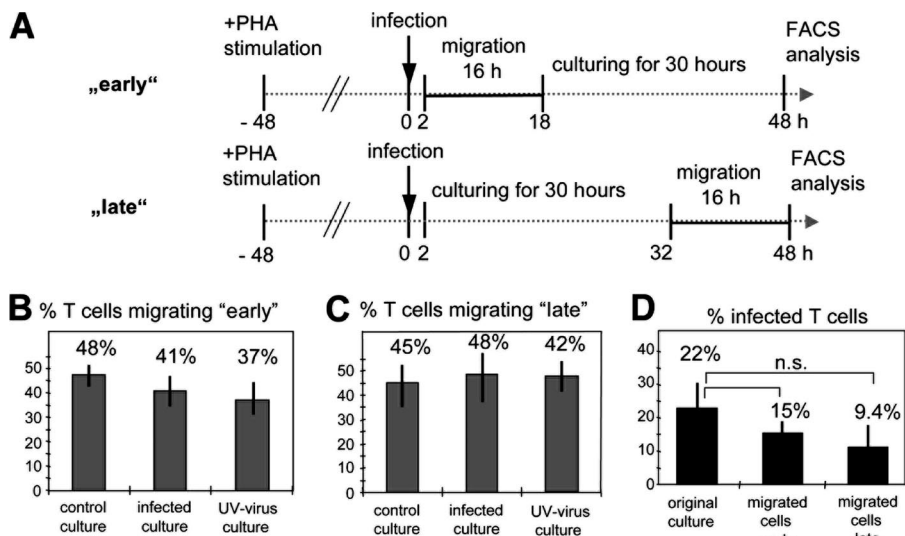 A
+PHA
stimulation
infection
migration
16 h
culturing for 30 hours
FACS
analysis
„early“
- 48
0 2
18
48 h
+PHA
stimulation
infection
culturing for 30 hours
migration
16 h
FACS
analysis
„late“
- 48
0 2
32
48 h
B % T cells migrating “early”
48%
41%
37%
50
40
30
20
10
0
control
culture
infected
culture
UV-virus
culture
C % T cells migrating “late”
45%
48%
42%
50
40
30
20
10
0
control
culture
infected
culture
UV-virus
culture
D
% infected T cells
22%
n.s.
15%
9.4%
40
30
20
10
0
original
culture
migrated
cells
migrated
cells